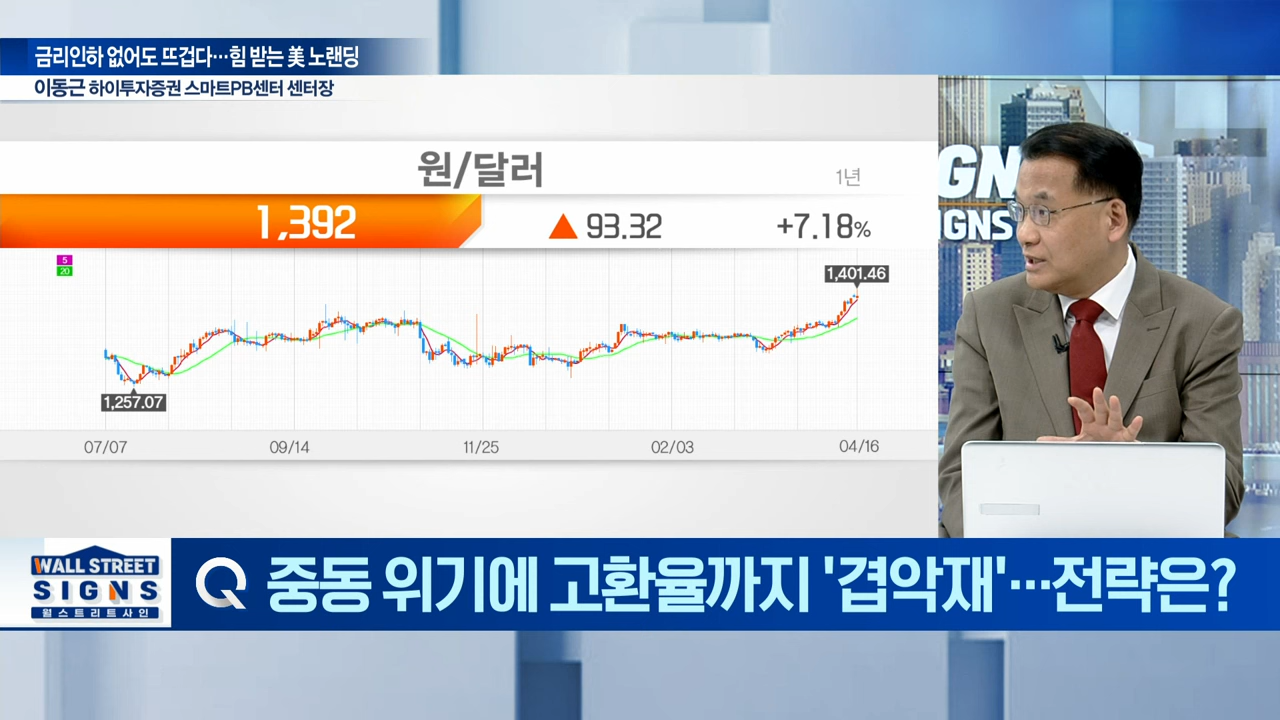 금리인하 없어도 뜨겁다…힘 받는 美 노랜딩
이동근 하이투자증권 스마트PB센터 센터장
원/달러
1년
1,392
▲ 93.32
+7.18%
5
20
1,401.46
1,257.07
07/07
09/14
11/25
02/03
04/16
GN
IGNS
WALL STREET
SIGNS
월스트리트사인
Q 중동 위기에 고환율까지 '겹악재'…전략은?